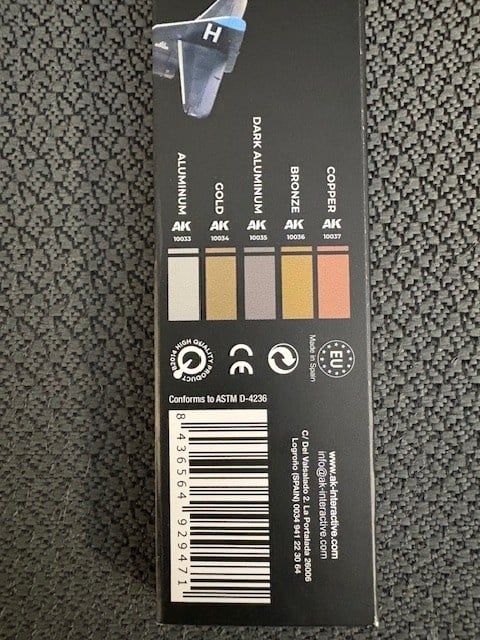 H
ALUMINUM
AK
10033
GOLD
AK
10034
DARK ALUMINUM
AK
10035
BRONZE
AK
10036
COPPER
AK
10037
©2014 HIGH QUALITY PRODUCT
Q
CE
EU
Made in Spain
Conforms to ASTM D-4236
8 436564 929471
www.ak-interactive.com
info@ak-interactive.com
C/ Del Valsalado 2. La Portalada 26006
Logroño (SPAIN) 0034 941 22 30 64